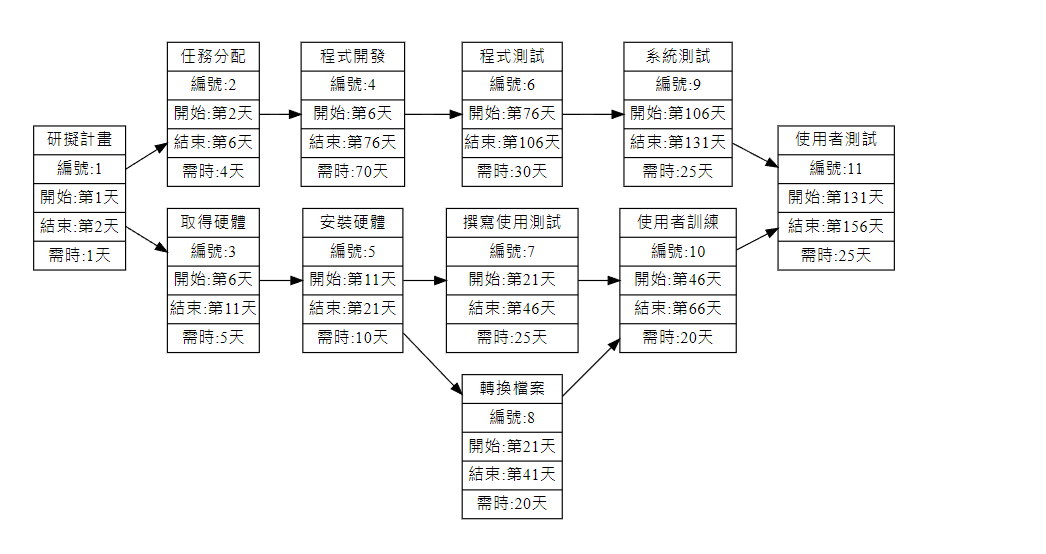 研擬計畫
編號:1
開始:第1天
結束:第2天
需時:1天
任務分配
編號:2
開始:第2天
結束:第6天
需時:4天
程式開發
編號:4
開始:第6天
結束:第76天
需時:70天
程式測試
編號:6
開始:第76天
結束:第106天
需時:30天
系統測試
編號:9
開始:第106天
結束:第131天
需時:25天
取得硬體
編號:3
開始:第6天
結束:第11天
需時:5天
安裝硬體
編號:5
開始:第11天
結束:第21天
需時:10天
撰寫使用測試
編號:7
開始:第21天
結束:第46天
需時:25天
使用者訓練
編號:10
開始:第46天
結束:第66天
需時:20天
轉換檔案
編號:8
開始:第21天
結束:第41天
需時:20天
使用者測試
編號:11
開始:第131天
結束:第156天
需時:25天